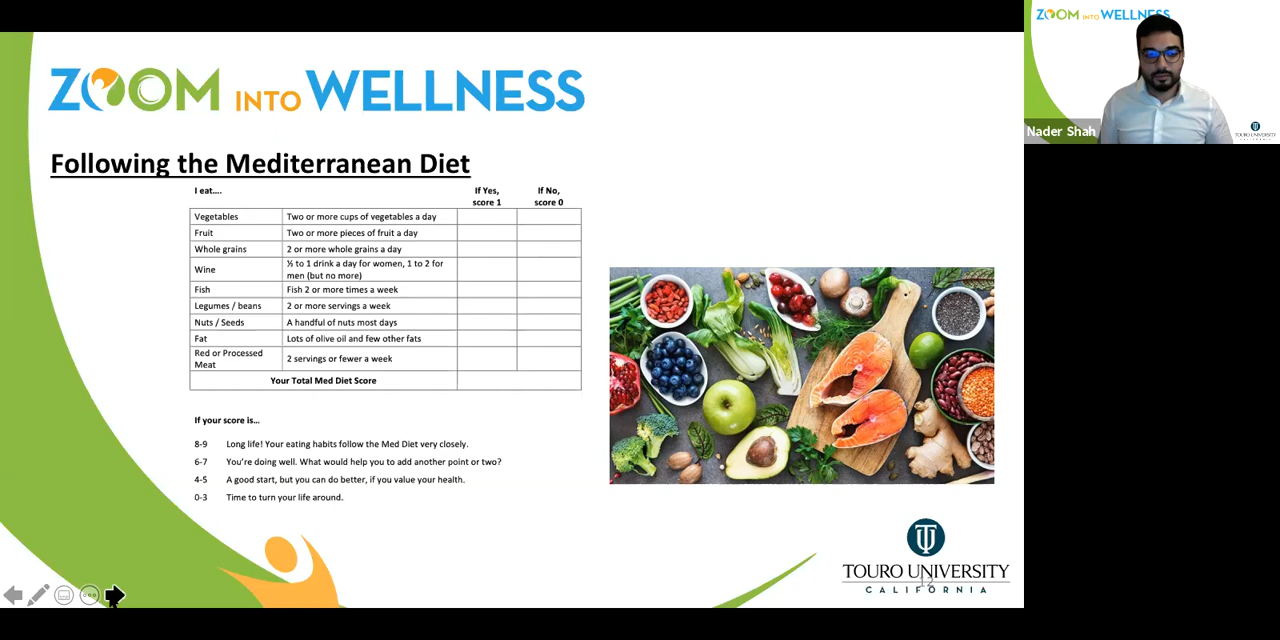 ZOOM INTO WELLNESS
Following the Mediterranean Diet
I eat....
If Yes, score 1
If No, score 0
Vegetables Two or more cups of vegetables a day
Fruit Two or more pieces of fruit a day
Whole grains 2 or more whole grains a day
Wine ½ to 1 drink a day for women, 1 to 2 for
men (but no more)
Fish Fish 2 or more times a week
Legumes / beans 2 or more servings a week
Nuts / Seeds A handful of nuts most days
Fat Lots of olive oil and few other fats
Red or Processed
Meat 2 servings or fewer a week
Your Total Med Diet Score
If your score is...
8-9 Long life! Your eating habits follow the Med Diet very closely.
6-7 You're doing well. What would help you to add another point or two?
4-5 A good start, but you can do better, if you value your health.
0-3 Time to turn your life around.
TOURO UNIVERSITY
12
CALIFORNIA
ZOOM INTO WELLNESS
Nader Shah
TOURO UNIVERSITY